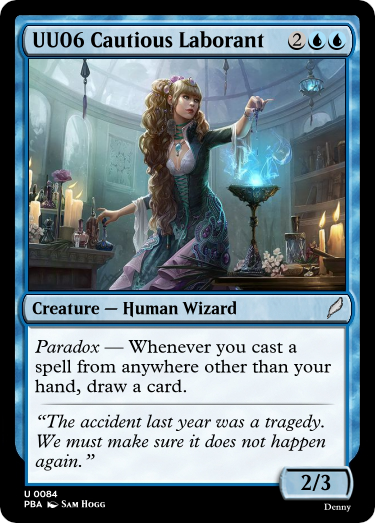 UU06 Cautious Laborant 2
Creature — Human Wizard
Paradox — Whenever you cast a
spell from anywhere other than your
hand, draw a card.
“The accident last year was a tragedy.
We must make sure it does not happen
again.”
2/3
U 0084
PBA Sam Hogg
Denny